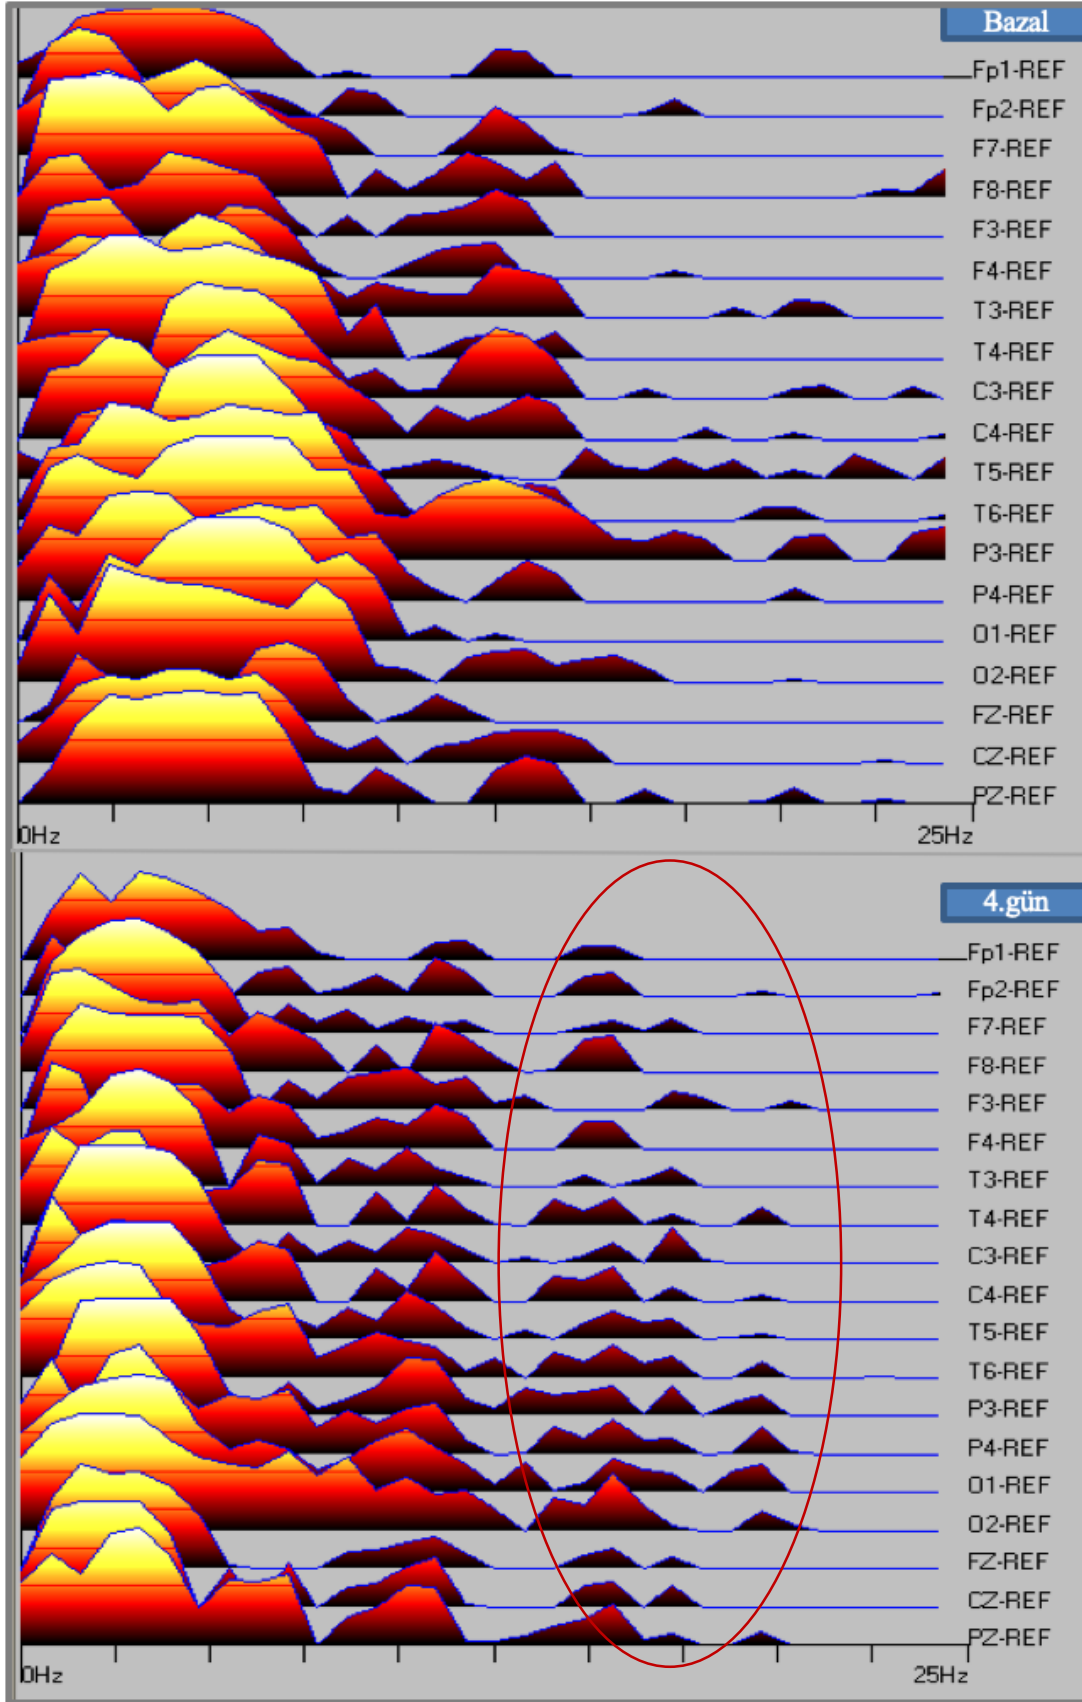 Bazal
Fp1-REF
Fp2-REF
F7-REF
F8-REF
F3-REF
F4-REF
T3-REF
T4-REF
C3-REF
C4-REF
T5-REF
T6-REF
P3-REF
P4-REF
O1-REF
O2-REF
FZ-REF
CZ-REF
PZ-REF
0Hz 25Hz
4.gün
Fp1-REF
Fp2-REF
F7-REF
F8-REF
F3-REF
F4-REF
T3-REF
T4-REF
C3-REF
C4-REF
T5-REF
T6-REF
P3-REF
P4-REF
O1-REF
O2-REF
FZ-REF
CZ-REF
PZ-REF
0Hz 25Hz